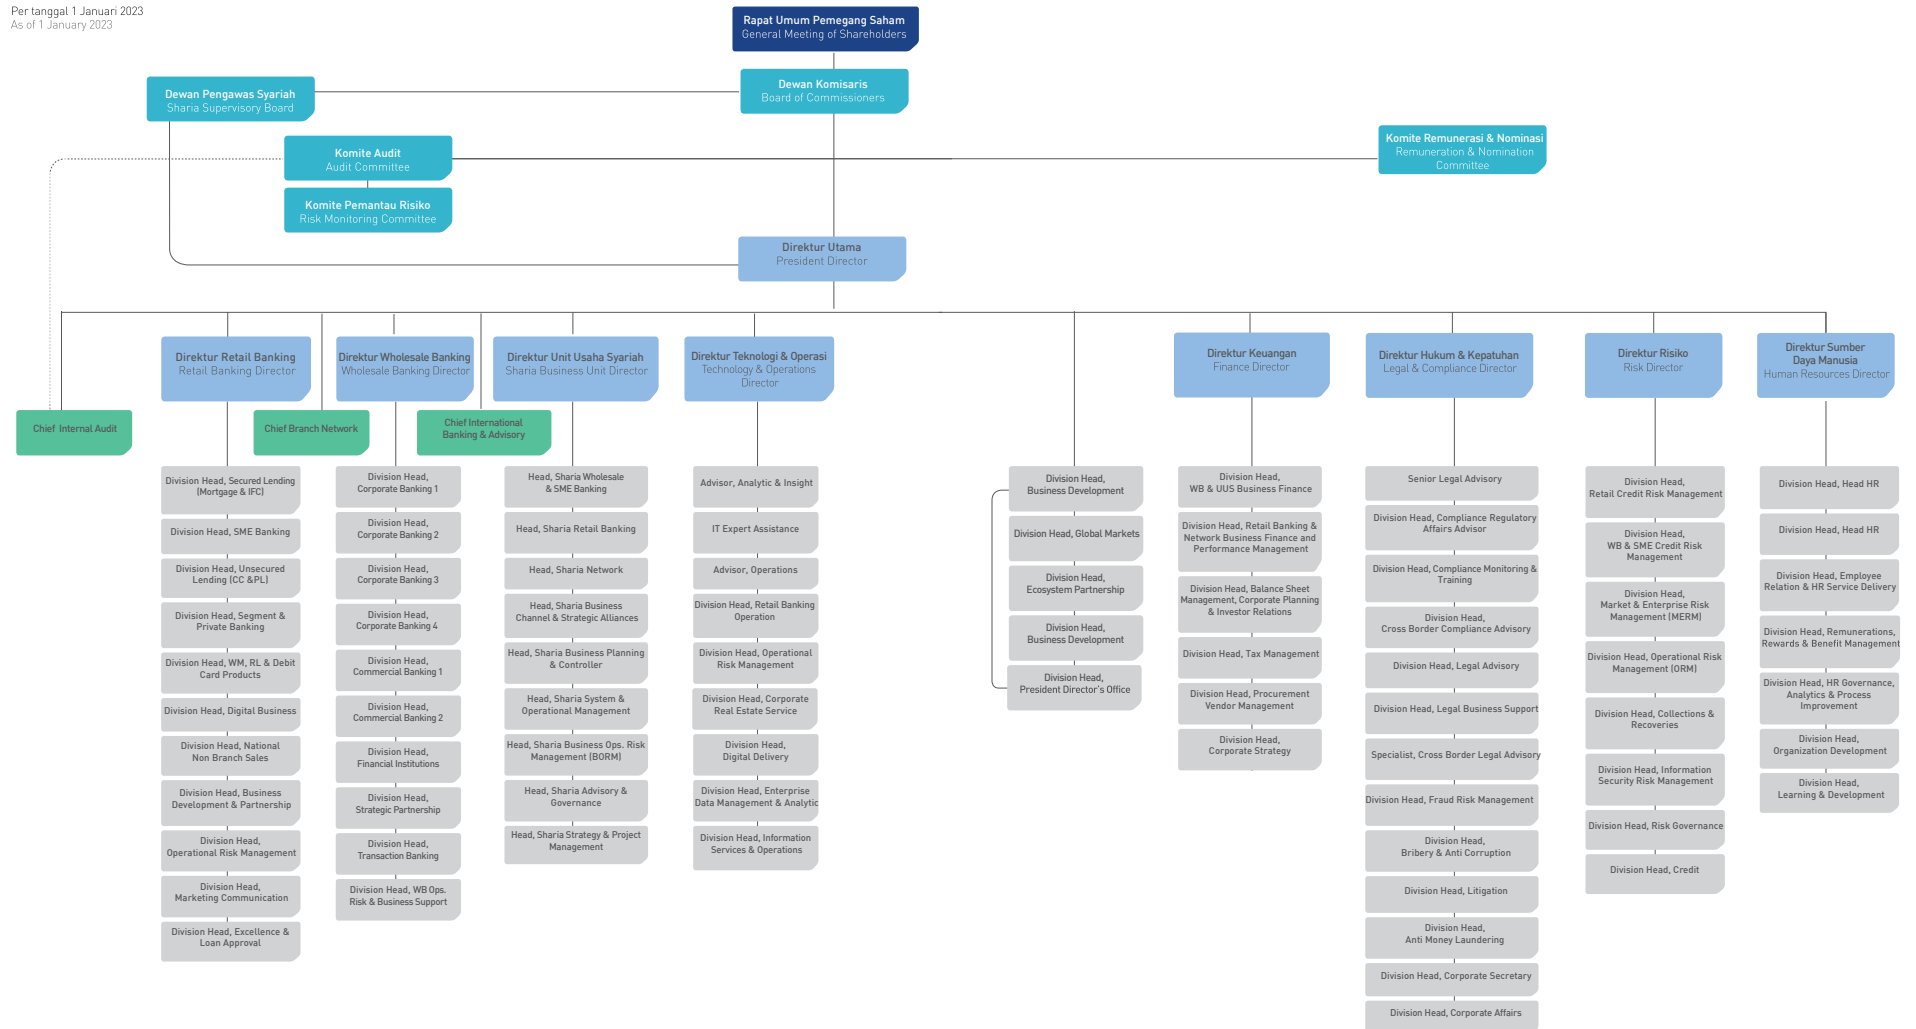 Per tanggal 1 Januari 2023
As of 1 January 2023
Rapat Umum Pemegang Saham
General Meeting of Shareholders
Dewan Komisaris
Board of Commissioners
Dewan Pengawas Syariah
Sharia Supervisory Board
Komite Audit
Audit Committee
Komite Remunerasi & Nominasi
Remuneration & Nomination
Committee
Komite Pemantau Risiko
Risk Monitoring Committee
Direktur Utama
President Director
Direktur Retail Banking
Retail Banking Director
Direktur Wholesale Banking
Wholesale Banking Director
Direktur Unit Usaha Syariah
Sharia Business Unit Director
Direktur Teknologi & Operasi
Technology & Operations
Director
Direktur Keuangan
Finance Director
Direktur Hukum & Kepatuhan
Legal & Compliance Director
Direktur Risiko
Risk Director
Direktur Sumber
Daya Manusia
Human Resources Director
Chief Internal Audit
Chief Branch Network
Chief International
Banking & Advisory
Division Head, Secured Lending
(Mortgage & IFC)
Division Head, SME Banking
Division Head, Unsecured
Lending (CC &PL)
Division Head, Segment &
Private Banking
Division Head, WM, RL & Debit
Card Products
Division Head, Digital Business
Division Head, National
Non Branch Sales
Division Head, Business
Development & Partnership
Division Head,
Operational Risk Management
Division Head,
Marketing Communication
Division Head, Excellence &
Loan Approval
Division Head,
Corporate Banking 1
Division Head,
Corporate Banking 2
Division Head,
Corporate Banking 3
Division Head,
Corporate Banking 4
Division Head,
Commercial Banking 1
Division Head,
Commercial Banking 2
Division Head,
Financial Institutions
Division Head,
Strategic Partnership
Division Head,
Transaction Banking
Division Head, WB Ops.
Risk & Business Support
Head, Sharia Wholesale
& SME Banking
Head, Sharia Retail Banking
Head, Sharia Network
Head, Sharia Business
Channel & Strategic Alliances
Head, Sharia Business Planning
& Controller
Head, Sharia System &
Operational Management
Head, Sharia Business Ops. Risk
Management (BORM)
Head, Sharia Advisory &
Governance
Head, Sharia Strategy & Project
Management
Advisor, Analytic & Insight
IT Expert Assistance
Advisor, Operations
Division Head, Retail Banking
Operation
Division Head, Operational
Risk Management
Division Head, Corporate
Real Estate Service
Division Head,
Digital Delivery
Division Head, Enterprise
Data Management & Analytic
Division Head, Information
Services & Operations
Division Head,
Business Development
Division Head, Global Markets
Division Head,
Ecosystem Partnership
Division Head,
Business Development
Division Head,
President Director's Office
Division Head,
WB & UUS Business Finance
Division Head, Retail Banking &
Network Business Finance and
Performance Management
Division Head, Balance Sheet
Management, Corporate Planning
& Investor Relations
Division Head, Tax Management
Division Head, Procurement
Vendor Management
Division Head,
Corporate Strategy
Senior Legal Advisory
Division Head, Compliance Regulatory
Affairs Advisor
Division Head, Compliance Monitoring &
Training
Division Head,
Cross Border Compliance Advisory
Division Head, Legal Advisory
Division Head, Legal Business Support
Specialist, Cross Border Legal Advisory
Division Head, Fraud Risk Management
Division Head,
Bribery & Anti Corruption
Division Head, Litigation
Division Head,
Anti Money Laundering
Division Head, Corporate Secretary
Division Head, Corporate Affairs
Division Head,
Retail Credit Risk Management
Division Head,
WB & SME Credit Risk
Management
Division Head,
Market & Enterprise Risk
Management (MERM)
Division Head, Operational Risk
Management (ORM)
Division Head, Collections &
Recoveries
Division Head, Information
Security Risk Management
Division Head, Risk Governance
Division Head, Credit
Division Head, Head HR
Division Head, Head HR
Division Head, Employee
Relation & HR Service Delivery
Division Head, Remunerations,
Rewards & Benefit Management
Division Head, HR Governance,
Analytics & Process
Improvement
Division Head,
Organization Development
Division Head,
Learning & Development